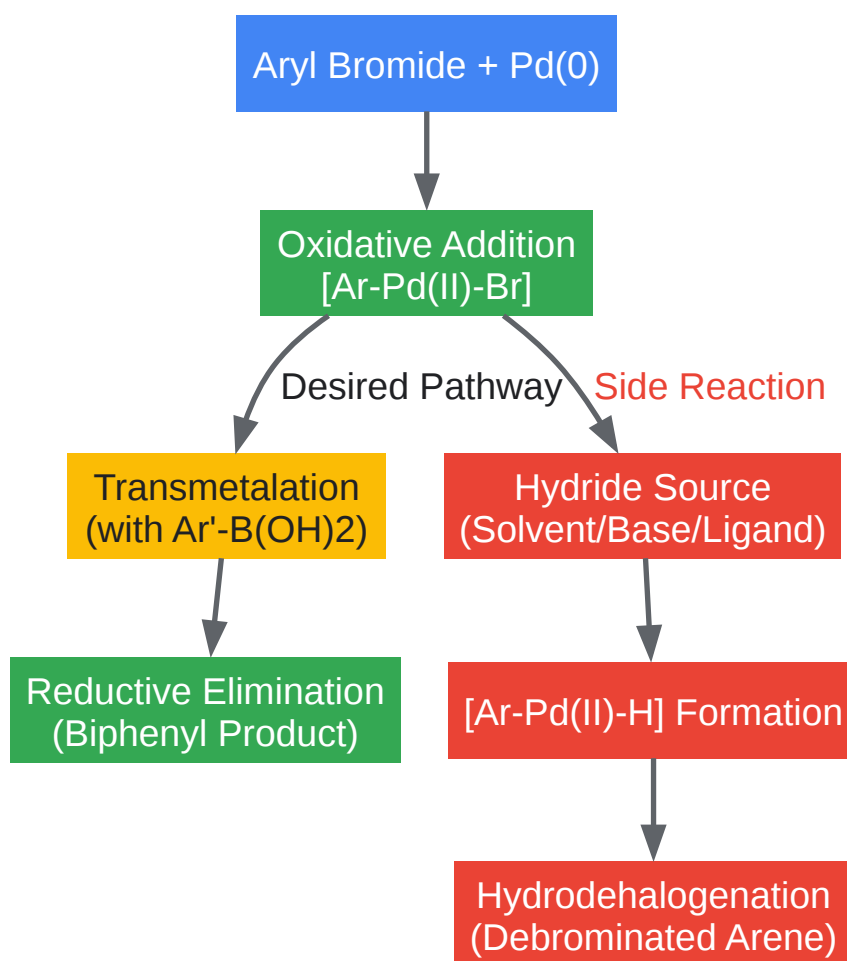 Aryl Bromide + Pd(0)
Oxidative Addition
[Ar-Pd(II)-Br]
Desired Pathway
Side Reaction
Transmetalation
(with Ar'-B(OH)2)
Hydride Source
(Solvent/Base/Ligand)
Reductive Elimination
(Biphenyl Product)
[Ar-Pd(II)-H] Formation
Hydrodehalogenation
(Debrominated Arene)